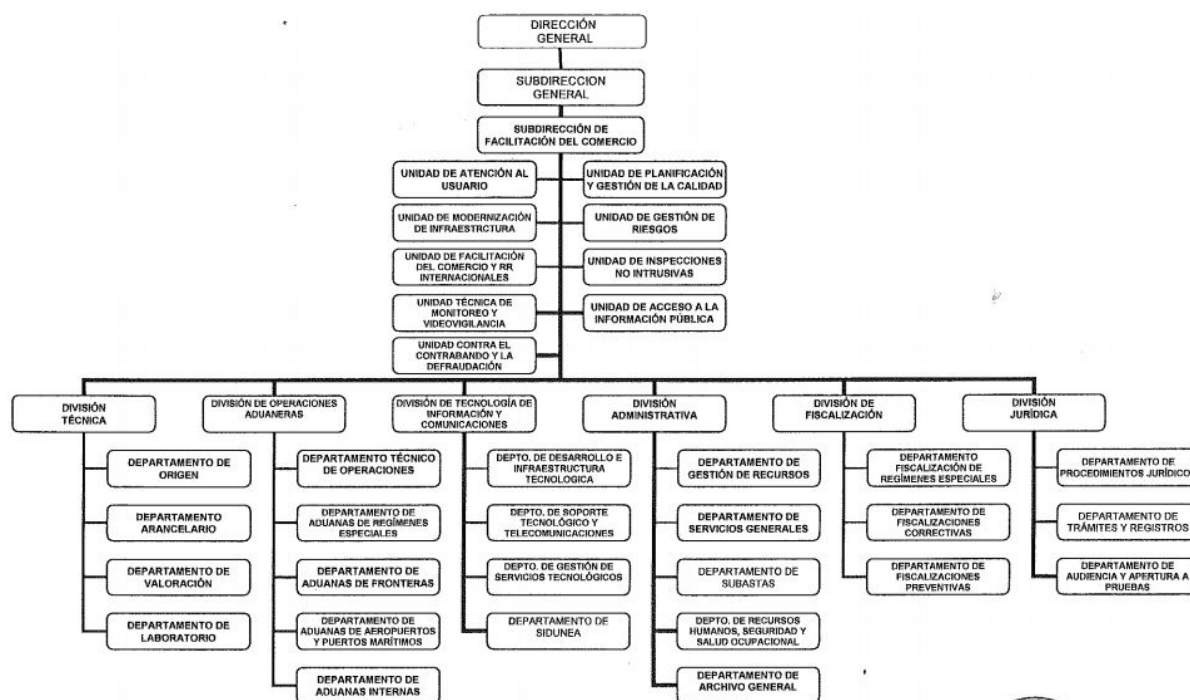 DIRECCIÓN
GENERAL
SUBDIRECCION
GENERAL
SUBDIRECCIÓN DE
FACILITACIÓN DEL COMERCIO
UNIDAD DE ATENCIÓN AL
USUARIO
UNIDAD DE PLANIFICACIÓN
Y GESTIÓN DE LA CALIDAD
UNIDAD DE MODERNIZACIÓN
DE INFRAESTRCTURA
UNIDAD DE GESTIÓN DE
RIESGOS
UNIDAD DE FACILITACIÓN
DEL COMERCIO Y RR
INTERNACIONALES
UNIDAD DE INSPECCIONES
NO INTRUSIVAS
UNIDAD TÉCNICA DE
MONITOREO Y
VIDEOVIGILANCIA
UNIDAD DE ACCESO A LA
INFORMACIÓN PÚBLICA
UNIDAD CONTRA EL
CONTRABANDO Y LA
DEFRAUDACIÓN
DIVISIÓN
TÉCNICA
DEPARTAMENTO DE
ORIGEN
DEPARTAMENTO
ARANCELARIO
DEPARTAMENTO DE
VALORACIÓN
DEPARTAMENTO DE
LABORATORIO
DIVISIÓN DE OPERACIONES
ADUANERAS
DEPARTAMENTO TÉCNICO
DE OPERACIONES
DEPARTAMENTO DE
ADUANAS DE REGÍMENES
ESPECIALES
DEPARTAMENTO DE
ADUANAS DE FRONTERAS
DEPARTAMENTO DE
ADUANAS DE AEROPUERTOS
Y PUERTOS MARÍTIMOS
DEPARTAMENTO DE
ADUANAS INTERNAS
DIVISIÓN DE TECNOLOGÍA DE
INFORMACIÓN Y
COMUNICACIONES
DEPTO. DE DESARROLLO E
INFRAESTRUCTURA
TECNOLOGICA
DEPTO. DE SOPORTE
TECNOLÓGICO Y
TELECOMUNICACIONES
DEPTO. DE GESTIÓN DE
SERVICIOS TECNOLÓGICOS
DEPARTAMENTO DE
SIDUNEA
DIVISIÓN
ADMINISTRATIVA
DEPARTAMENTO DE
GESTIÓN DE RECURSOS
DEPARTAMENTO DE
SERVICIOS GENERALES
DEPARTAMENTO DE
SUBASTAS
DEPTO. DE RECURSOS
HUMANOS, SEGURIDAD Y
SALUD OCUPACIONAL
DEPARTAMENTO DE
ARCHIVO GENERAL
DIVISIÓN DE
FISCALIZACIÓN
DEPARTAMENTO
FISCALIZACIÓN DE
REGÍMENES ESPECIALES
DEPARTAMENTO DE
FISCALIZACIONES
CORRECTIVAS
DEPARTAMENTO DE
FISCALIZACIONES
PREVENTIVAS
DIVISIÓN
JURÍDICA
DEPARTAMENTO DE
PROCEDIMIENTOS JURÍDICO
DEPARTAMENTO DE
TRÁMITES Y REGISTROS
DEPARTAMENTO DE
AUDIENCIA Y APERTURA A
PRUEBAS